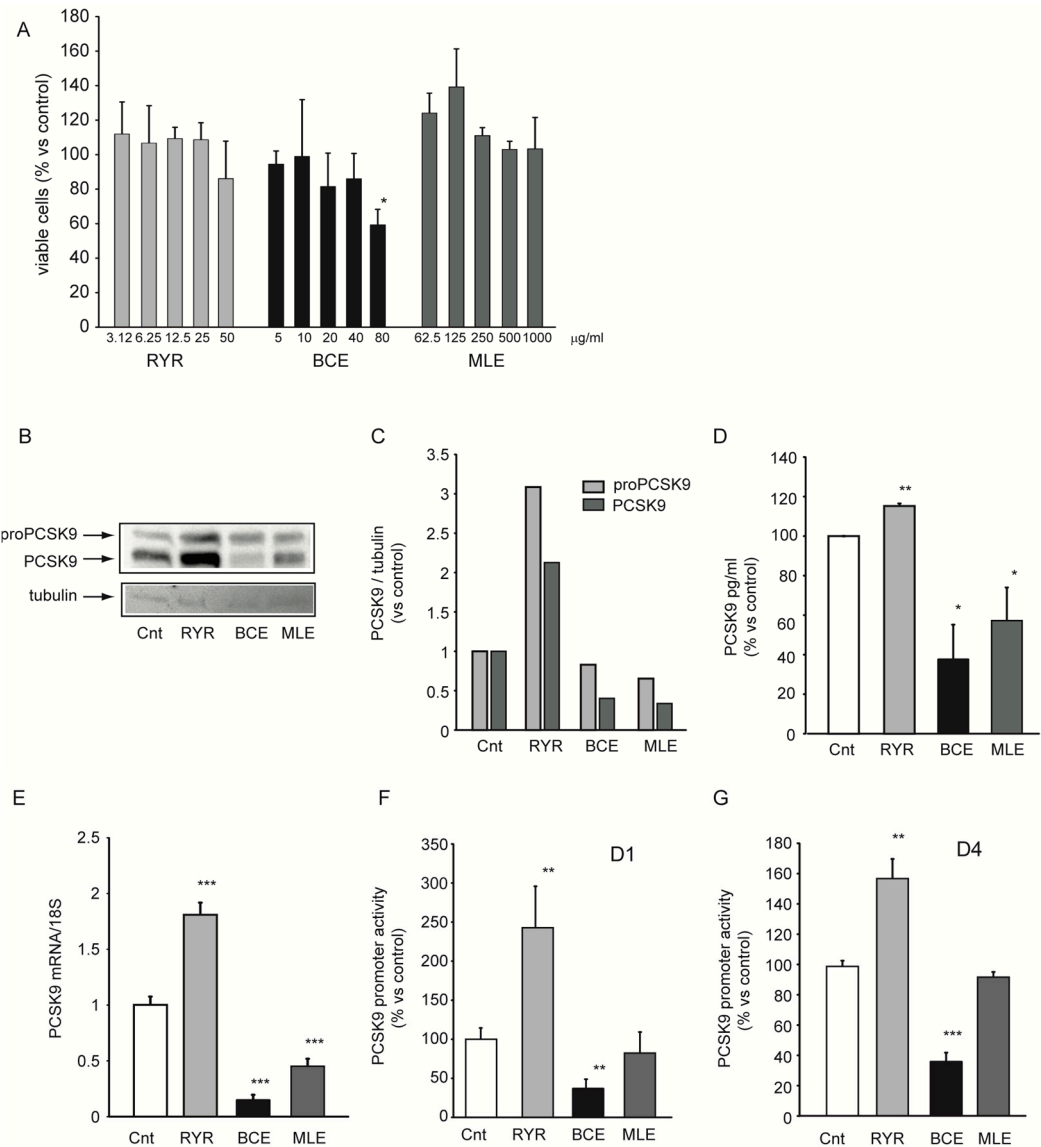 A
viable cells (% vs control)
180
160
140
120
100
80
60
40
20
0
*
3.12 6.25 12.5 25 50 5 10 20 40 80 62.5 125 250 500 1000 μg/ml
RYR BCE MLE
B
proPCSK9
PCSK9
tubulin
Cnt RYR BCE MLE
C
PCSK9 / tubulin
(vs control)
3.5
3
2.5
2
1.5
1
0.5
0
proPCSK9
PCSK9
Cnt RYR BCE MLE
D
PCSK9 pg/ml
(% vs control)
140
120
100
80
60
40
20
0
**
*
*
Cnt RYR BCE MLE
E
PCSK9 mRNA/18S
2.5
2
1.5
1
0.5
0
***
***
***
Cnt RYR BCE MLE
F
D1
PCSK9 promoter activity
(% vs control)
350
300
250
200
150
100
50
0
**
**
Cnt RYR BCE MLE
G
D4
PCSK9 promoter activity
(% vs control)
180
160
140
120
100
80
60
40
80
0
**
***
Cnt RYR BCE MLE